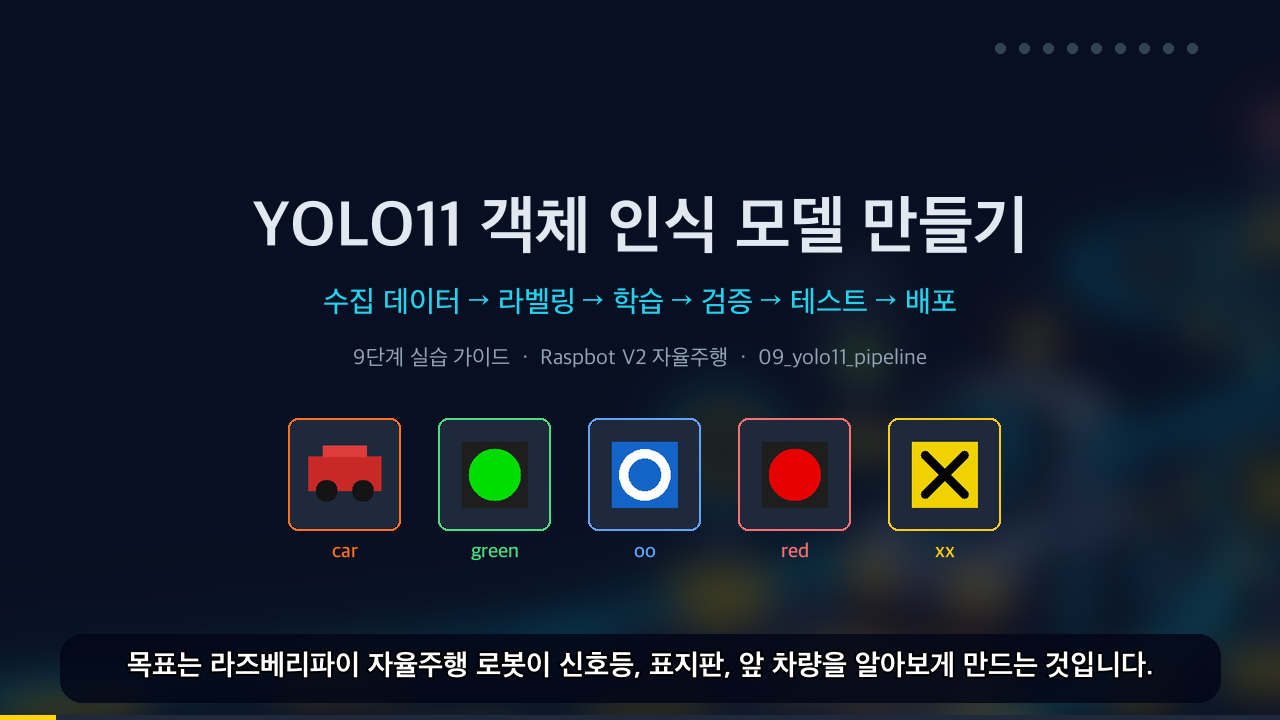 YOLO11 객체 인식 모델 만들기
수집 데이터 → 라벨링 → 학습 → 검증 → 테스트 → 배포
9단계 실습 가이드 · Raspbot V2 자율주행 · 09_yolo11_pipeline
car green oo red xx
목표는 라즈베리파이 자율주행 로봇이 신호등, 표지판, 앞 차량을 알아보게 만드는 것입니다.